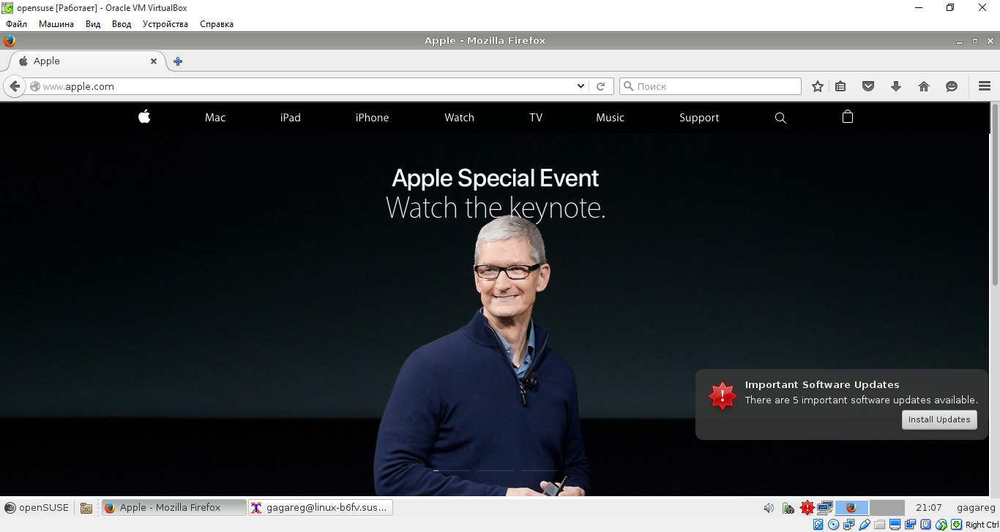 opensuse [Работает] - Oracle VM VirtualBox
Файл Машина Вид Ввод Устройства Справка
Apple - Mozilla Firefox
Apple
www.apple.com Поиск
Mac iPad iPhone Watch TV Music Support
Apple Special Event
Watch the keynote.
Important Software Updates
There are 5 important software updates available.
Install Updates
openSUSE Apple - Mozilla Firefox gagareg@linux-b6fv.sus... 21:07 gagareg
Right Ctrl